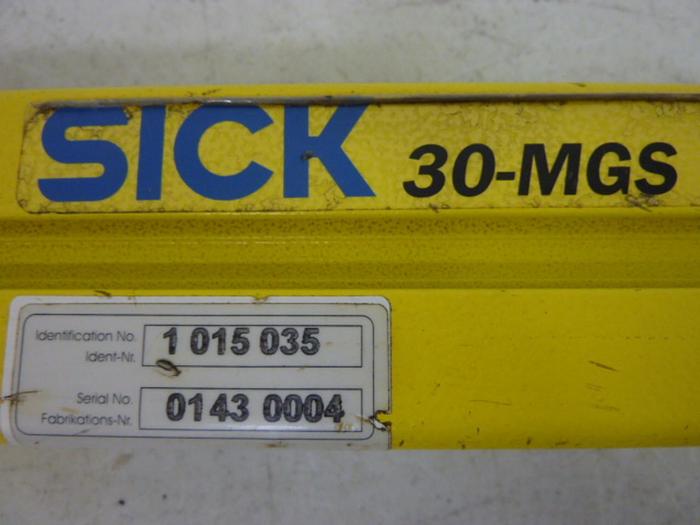 SICK 30-MGS
Identification No. 1 015 035
Ident-Nr.
Serial No. 0143 0004
Fabrikations-Nr.